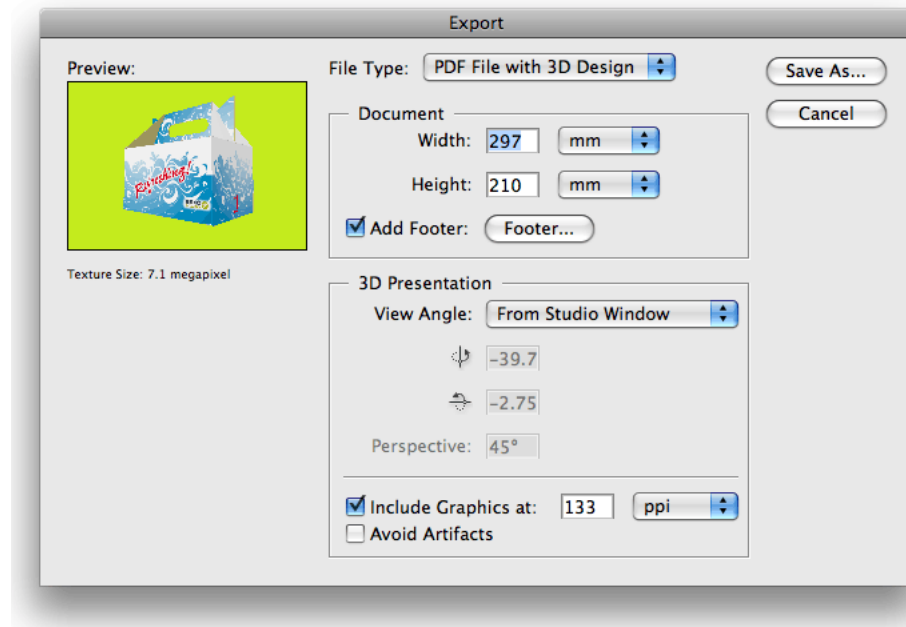 Export
Preview:
Refreshing!
Texture Size: 7.1 megapixel
File Type: PDF File with 3D Design
Save As...
Cancel
Document
Width: 297 mm
Height: 210 mm
Add Footer: Footer...
3D Presentation
View Angle: From Studio Window
-39.7
-2.75
Perspective: 45°
Include Graphics at: 133 ppi
Avoid Artifacts